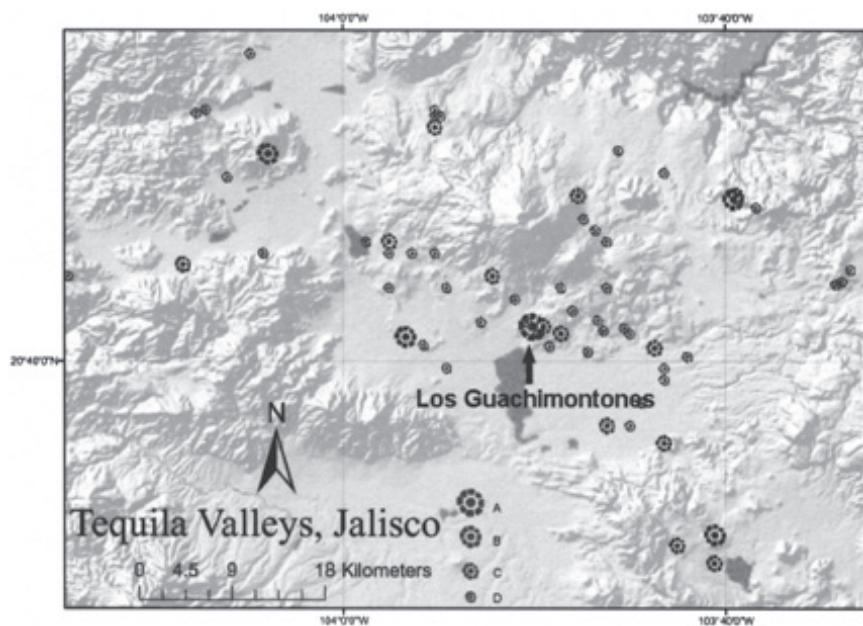 104°0'0"W 103°40'0"W
20°40'0"N
Los Guachimontones
N
A
Tequila Valleys, Jalisco
B
0 4.5 9 18 Kilometers
C
D
104°0'0"W 103°40'0"W